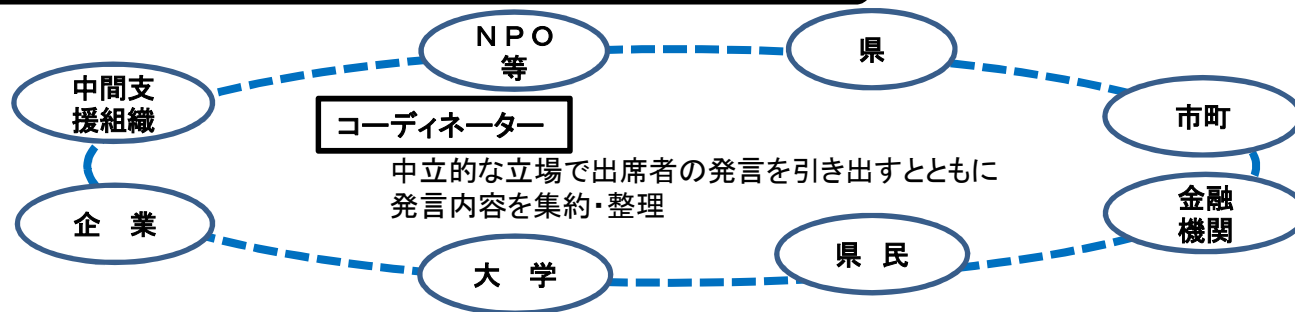 NPO
等
県
中間支
援組織
市町
コーディネーター
中立的な立場で出席者の発言を引き出すとともに
発言内容を集約・整理
金融
機関
企　業
県 民
大　学